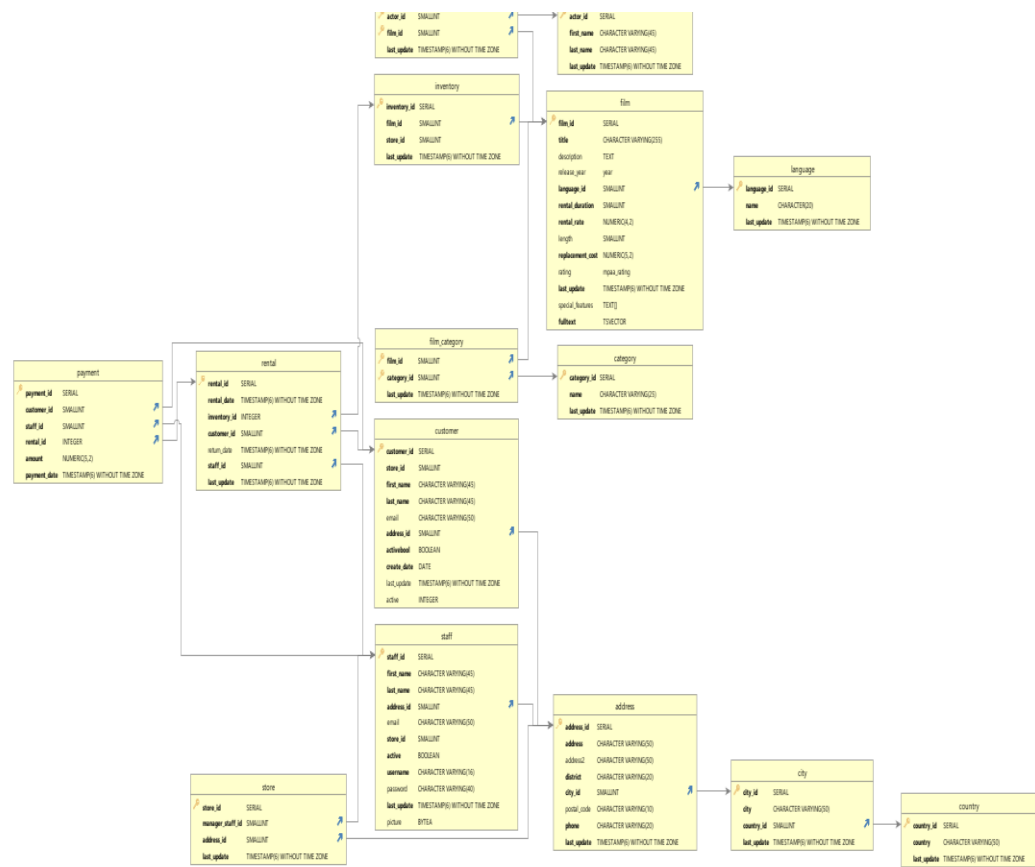 actor_id SMALLINT
film_id SMALLINT
last_update TIMESTAMP(6) WITHOUT TIME ZONE
actor_id SERIAL
first_name CHARACTER VARYING(45)
last_name CHARACTER VARYING(45)
last_update TIMESTAMP(6) WITHOUT TIME ZONE
inventory
inventory_id SERIAL
film_id SMALLINT
store_id SMALLINT
last_update TIMESTAMP(6) WITHOUT TIME ZONE
film
film_id SERIAL
title CHARACTER VARYING(255)
description TEXT
release_year year
language_id SMALLINT
rental_duration SMALLINT
rental_rate NUMERIC(4,2)
length SMALLINT
replacement_cost NUMERIC(5,2)
rating mpaa_rating
last_update TIMESTAMP(6) WITHOUT TIME ZONE
special_features TEXT[]
fulltext TSVECTOR
language
language_id SERIAL
name CHARACTER(20)
last_update TIMESTAMP(6) WITHOUT TIME ZONE
film_category
film_id SMALLINT
category_id SMALLINT
last_update TIMESTAMP(6) WITHOUT TIME ZONE
category
category_id SERIAL
name CHARACTER VARYING(25)
last_update TIMESTAMP(6) WITHOUT TIME ZONE
payment
payment_id SERIAL
customer_id SMALLINT
staff_id SMALLINT
rental_id INTEGER
amount NUMERIC(5,2)
payment_date TIMESTAMP(6) WITHOUT TIME ZONE
rental
rental_id SERIAL
rental_date TIMESTAMP(6) WITHOUT TIME ZONE
inventory_id INTEGER
customer_id SMALLINT
return_date TIMESTAMP(6) WITHOUT TIME ZONE
staff_id SMALLINT
last_update TIMESTAMP(6) WITHOUT TIME ZONE
customer
customer_id SERIAL
store_id SMALLINT
first_name CHARACTER VARYING(45)
last_name CHARACTER VARYING(45)
email CHARACTER VARYING(50)
address_id SMALLINT
activebool BOOLEAN
create_date DATE
last_update TIMESTAMP(6) WITHOUT TIME ZONE
active INTEGER
staff
staff_id SERIAL
first_name CHARACTER VARYING(45)
last_name CHARACTER VARYING(45)
address_id SMALLINT
email CHARACTER VARYING(50)
store_id SMALLINT
active BOOLEAN
username CHARACTER VARYING(16)
password CHARACTER VARYING(40)
last_update TIMESTAMP(6) WITHOUT TIME ZONE
picture BYTEA
store
store_id SERIAL
manager_staff_id SMALLINT
address_id SMALLINT
last_update TIMESTAMP(6) WITHOUT TIME ZONE
address
address_id SERIAL
address CHARACTER VARYING(50)
address2 CHARACTER VARYING(50)
district CHARACTER VARYING(20)
city_id SMALLINT
postal_code CHARACTER VARYING(10)
phone CHARACTER VARYING(20)
last_update TIMESTAMP(6) WITHOUT TIME ZONE
city
city_id SERIAL
city CHARACTER VARYING(50)
country_id SMALLINT
last_update TIMESTAMP(6) WITHOUT TIME ZONE
country
country_id SERIAL
country CHARACTER VARYING(50)
last_update TIMESTAMP(6) WITHOUT TIME ZONE